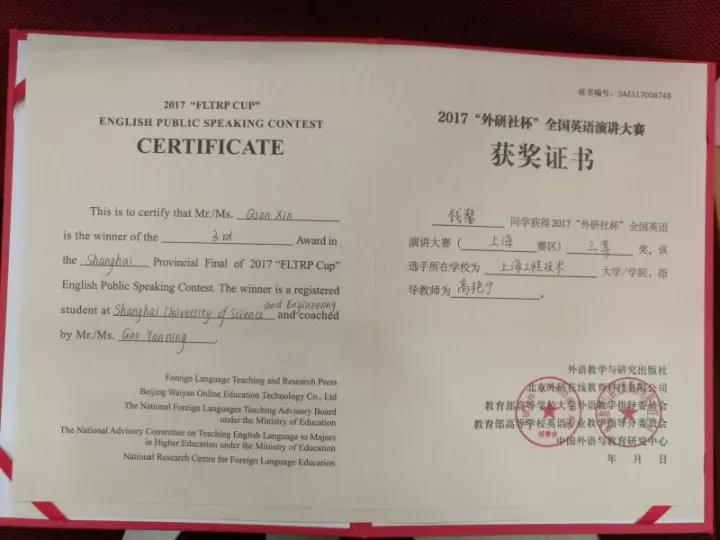 2017 “FLTRP CUP”
ENGLISH PUBLIC SPEAKING CONTEST
CERTIFICATE
This is to certify that Mr./Ms. Qian Xin
is the winner of the 3rd Award in
the Shanghai Provincial Final of 2017 “FLTRP Cup”
English Public Speaking Contest. The winner is a registered
student at Shanghai University of Science and Engineering and coached
by Mr./Ms. Gao Yanning.
Foreign Language Teaching and Research Press
Beijing Waiyan Online Education Technology Co., Ltd
The National Foreign Languages Teaching Advisory Board
under the Ministry of Education
The National Advisory Committee on Teaching English Language to Majors
in Higher Education under the Ministry of Education
National Research Centre for Foreign Language Education
证书编号：SAES17006748
2017 “外研社杯” 全国英语演讲大赛
获奖证书
钱馨 同学获得2017 “外研社杯” 全国英语
演讲大赛（ 上海 赛区） 三等 奖。该
选手所在学校为 上海工程技术 大学/学院，指
导教师为 高艳宁 。
外语教学与研究出版社
北京外研在线教育科技有限公司
教育部高等学校大学外语教学指导委员会
教育部高等学校英语专业教学指导分委员会
中国外语与教育研究中心
年 月 日